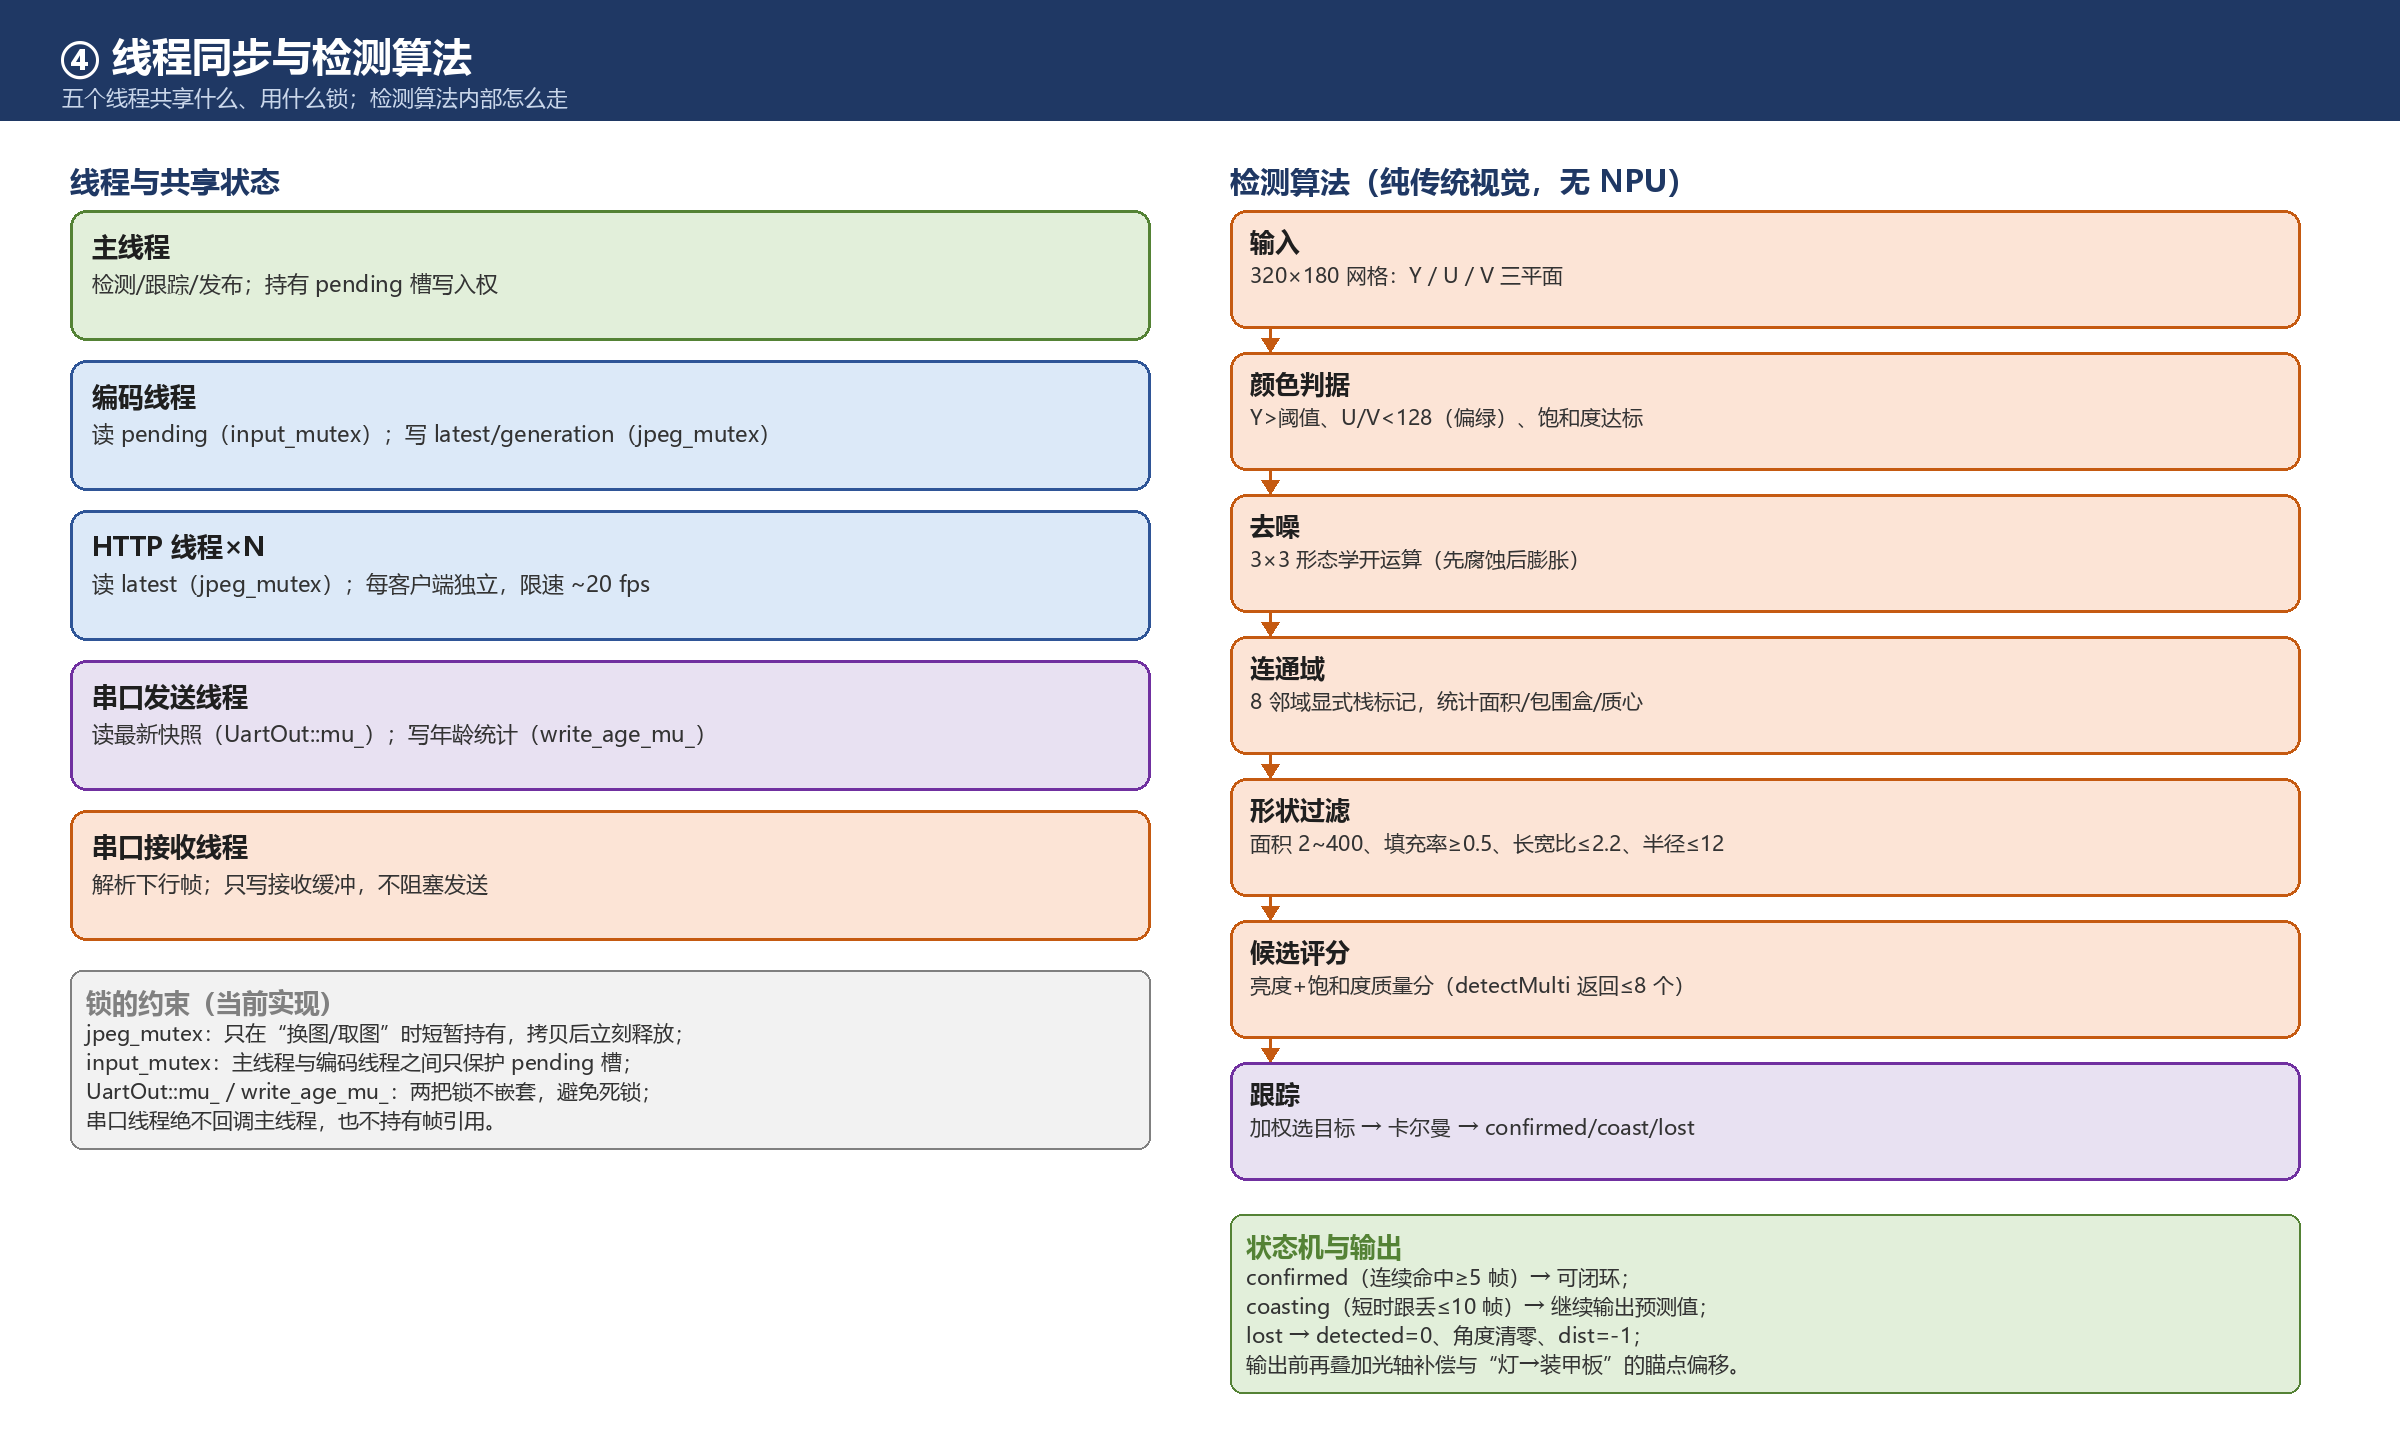 ④ 线程同步与检测算法
五个线程共享什么、用什么锁；检测算法内部怎么走
线程与共享状态
主线程
检测/跟踪/发布；持有 pending 槽写入权
编码线程
读 pending（input_mutex）；写 latest/generation（jpeg_mutex）
HTTP 线程×N
读 latest（jpeg_mutex）；每客户端独立，限速 ~20 fps
串口发送线程
读最新快照（UartOut::mu_）；写年龄统计（write_age_mu_）
串口接收线程
解析下行帧；只写接收缓冲，不阻塞发送
锁的约束（当前实现）
jpeg_mutex：只在“换图/取图”时短暂持有，拷贝后立刻释放；
input_mutex：主线程与编码线程之间只保护 pending 槽；
UartOut::mu_ / write_age_mu_：两把锁不嵌套，避免死锁；
串口线程绝不回调主线程，也不持有帧引用。
检测算法（纯传统视觉，无 NPU）
输入
320×180 网格：Y / U / V 三平面
颜色判据
Y>阈值、U/V<128（偏绿）、饱和度达标
去噪
3×3 形态学开运算（先腐蚀后膨胀）
连通域
8 邻域显式栈标记，统计面积/包围盒/质心
形状过滤
面积 2~400、填充率≥0.5、长宽比≤2.2、半径≤12
候选评分
亮度+饱和度质量分（detectMulti 返回≤8 个）
跟踪
加权选目标 → 卡尔曼 → confirmed/coast/lost
状态机与输出
confirmed（连续命中≥5 帧）→ 可闭环；
coasting（短时跟丢≤10 帧）→ 继续输出预测值；
lost → detected=0、角度清零、dist=-1；
输出前再叠加光轴补偿与“灯→装甲板”的瞄点偏移。